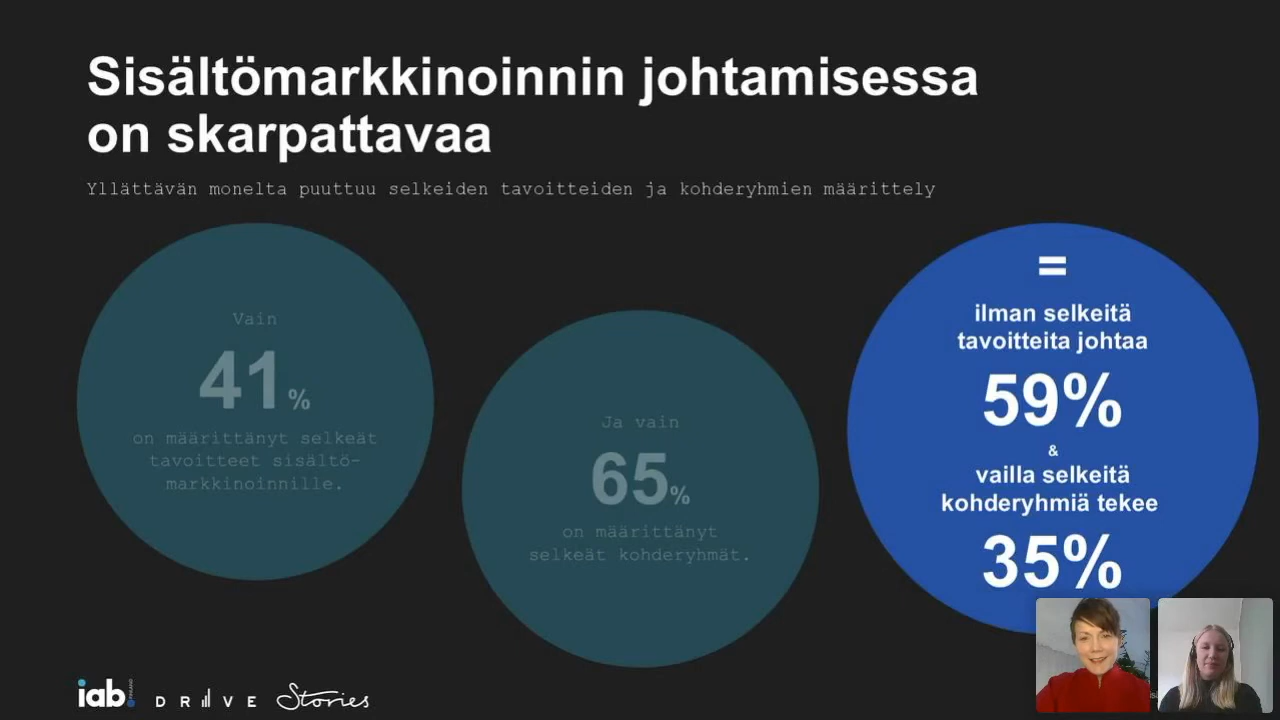 Sisältömarkkinoinnin johtamisessa
on skarpattavaa
Yllättävän monelta puuttuu selkeiden tavoitteiden ja kohderyhmien määrittely
Vain
41%
on määrittänyt selkeät
tavoitteet sisältö-
markkinoinnille.
Ja vain
65%
on määrittänyt
selkeät kohderyhmät.
=
ilman selkeitä
tavoitteita johtaa
59%
&
vailla selkeitä
kohderyhmiä tekee
35%
iab FINLAND
DRIVE
Stories